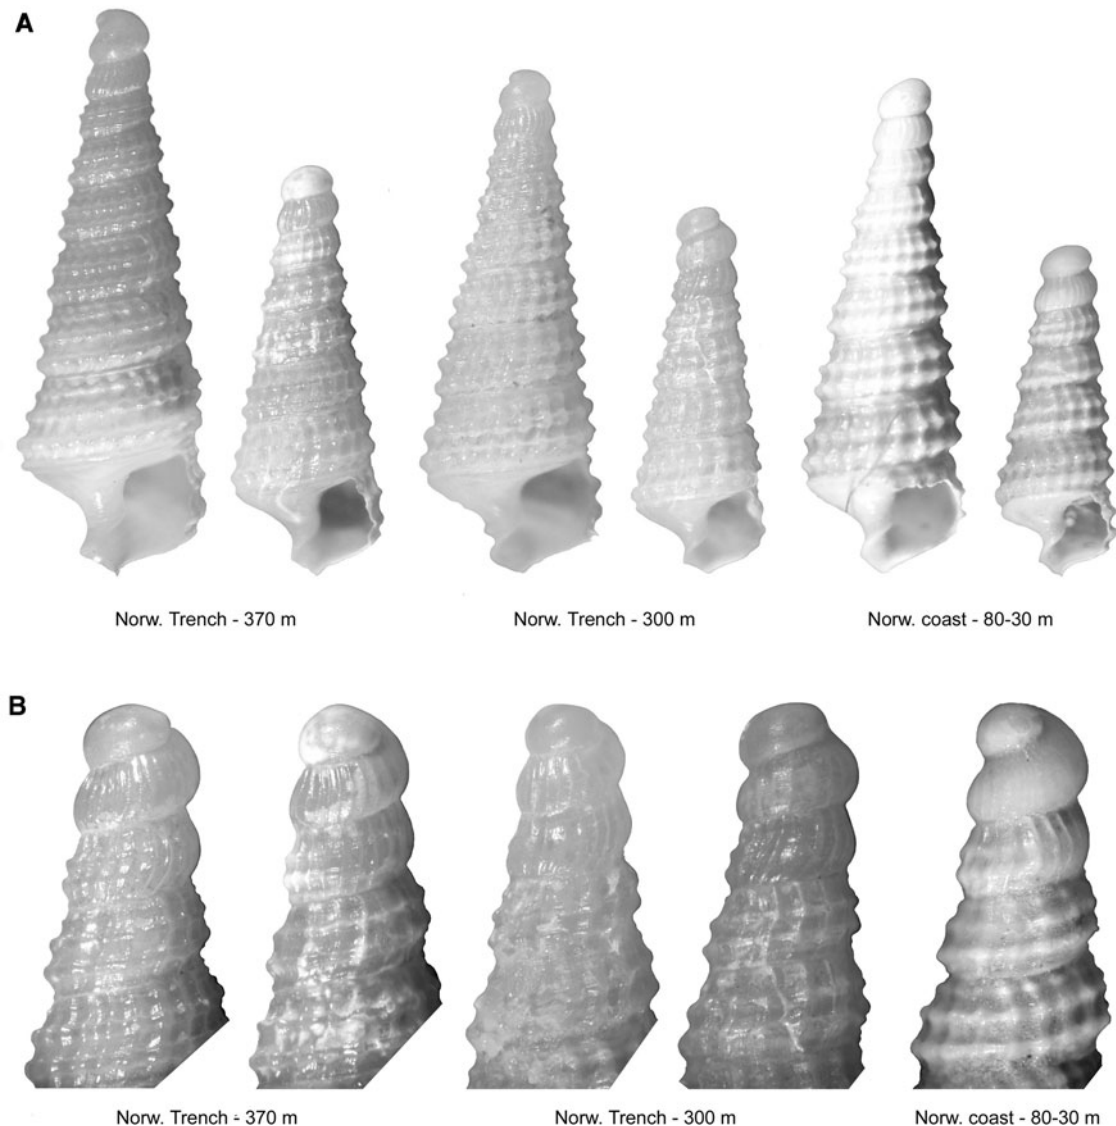 A
Norw. Trench - 370 m
Norw. Trench - 300 m
Norw. coast - 80-30 m
B
Norw. Trench - 370 m
Norw. Trench - 300 m
Norw. coast - 80-30 m